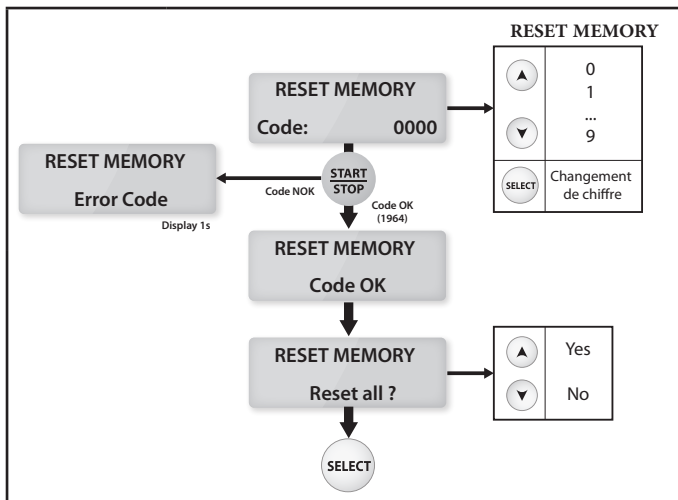 RESET MEMORY
RESET MEMORY
Code: 0000
0
1
...
9
SELECT
Changement
de chiffre
RESET MEMORY
Error Code
Display 1s
Code NOK
START
STOP
Code OK
(1964)
RESET MEMORY
Code OK
RESET MEMORY
Reset all ?
Yes
No
SELECT